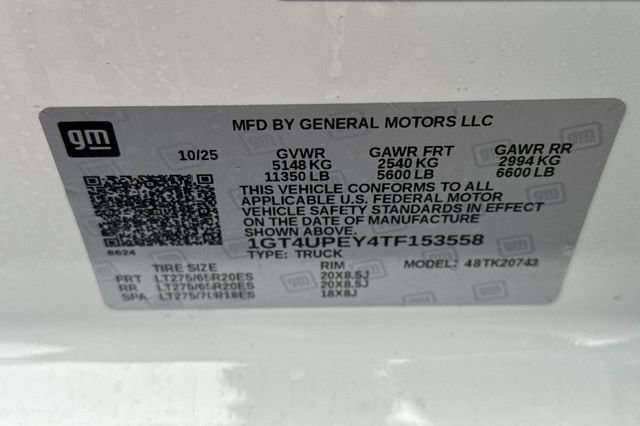 gm
MFD BY GENERAL MOTORS LLC
10/25 GVWR GAWR FRT GAWR RR
5148 KG 2540 KG 2994 KG
11350 LB 5600 LB 6600 LB
THIS VEHICLE CONFORMS TO ALL
APPLICABLE U.S. FEDERAL MOTOR
VEHICLE SAFETY STANDARDS IN EFFECT
ON THE DATE OF MANUFACTURE
SHOWN ABOVE.
6624 1GT4UPEY4TF153558
TYPE: TRUCK MODEL: 48TK20743
TIRE SIZE RIM
FRT LT275/65R20ES 20X8.5J
RR LT275/65R20ES 20X8.5J
SPA LT275/70R18ES 18X8J